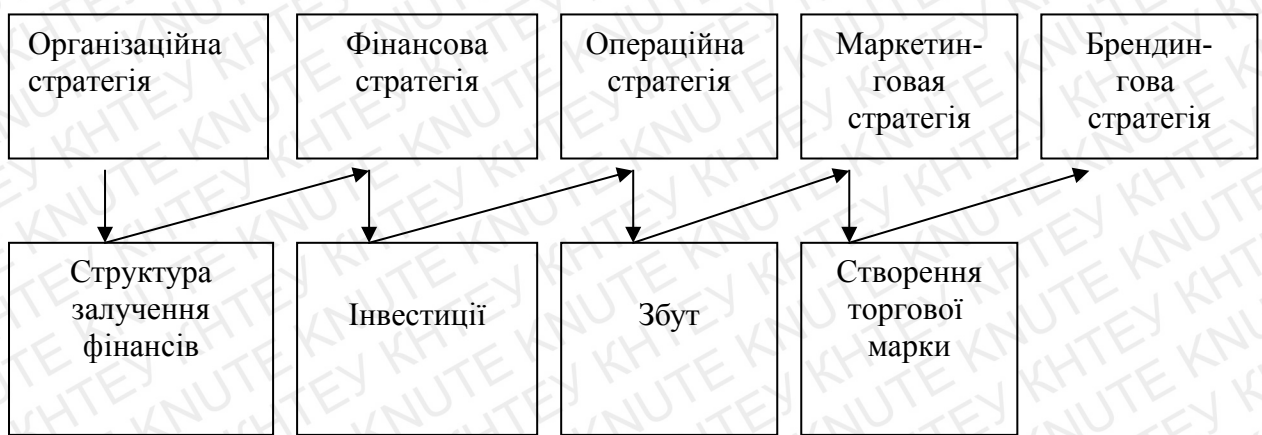 Організаційна
стратегія
Фінансова
стратегія
Операційна
стратегія
Маркетин-
говая
стратегія
Брендин-
гова
стратегія
Структура
залучення
фінансів
Інвестиції
Збут
Створення
торгової
марки